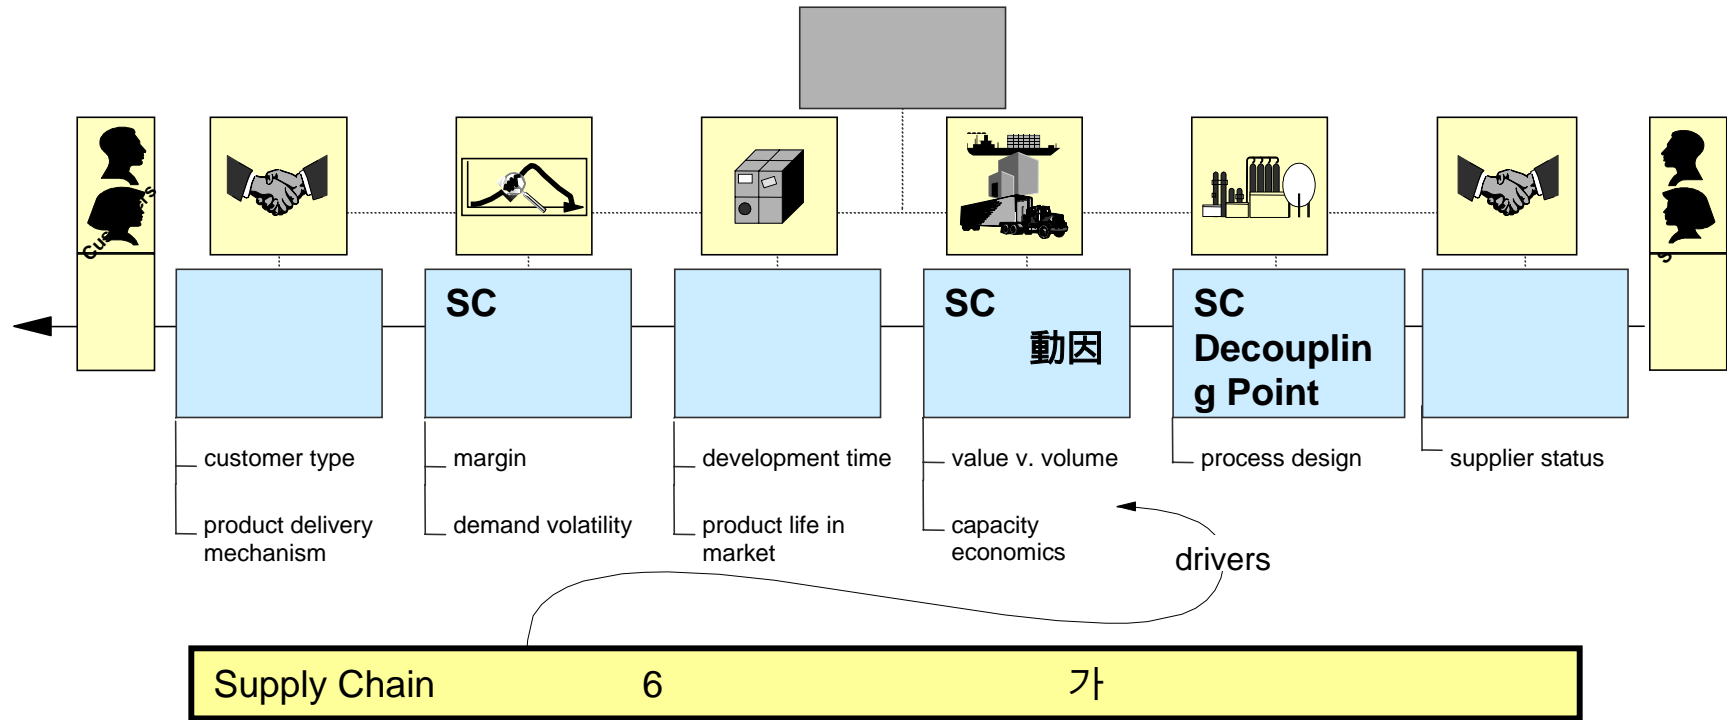 SC
SC
動因
SC
Decouplin
g Point
customer type
product delivery
mechanism
margin
demand volatility
development time
product life in
market
value v. volume
capacity
economics
process design
supplier status
drivers
Supply Chain 6 가